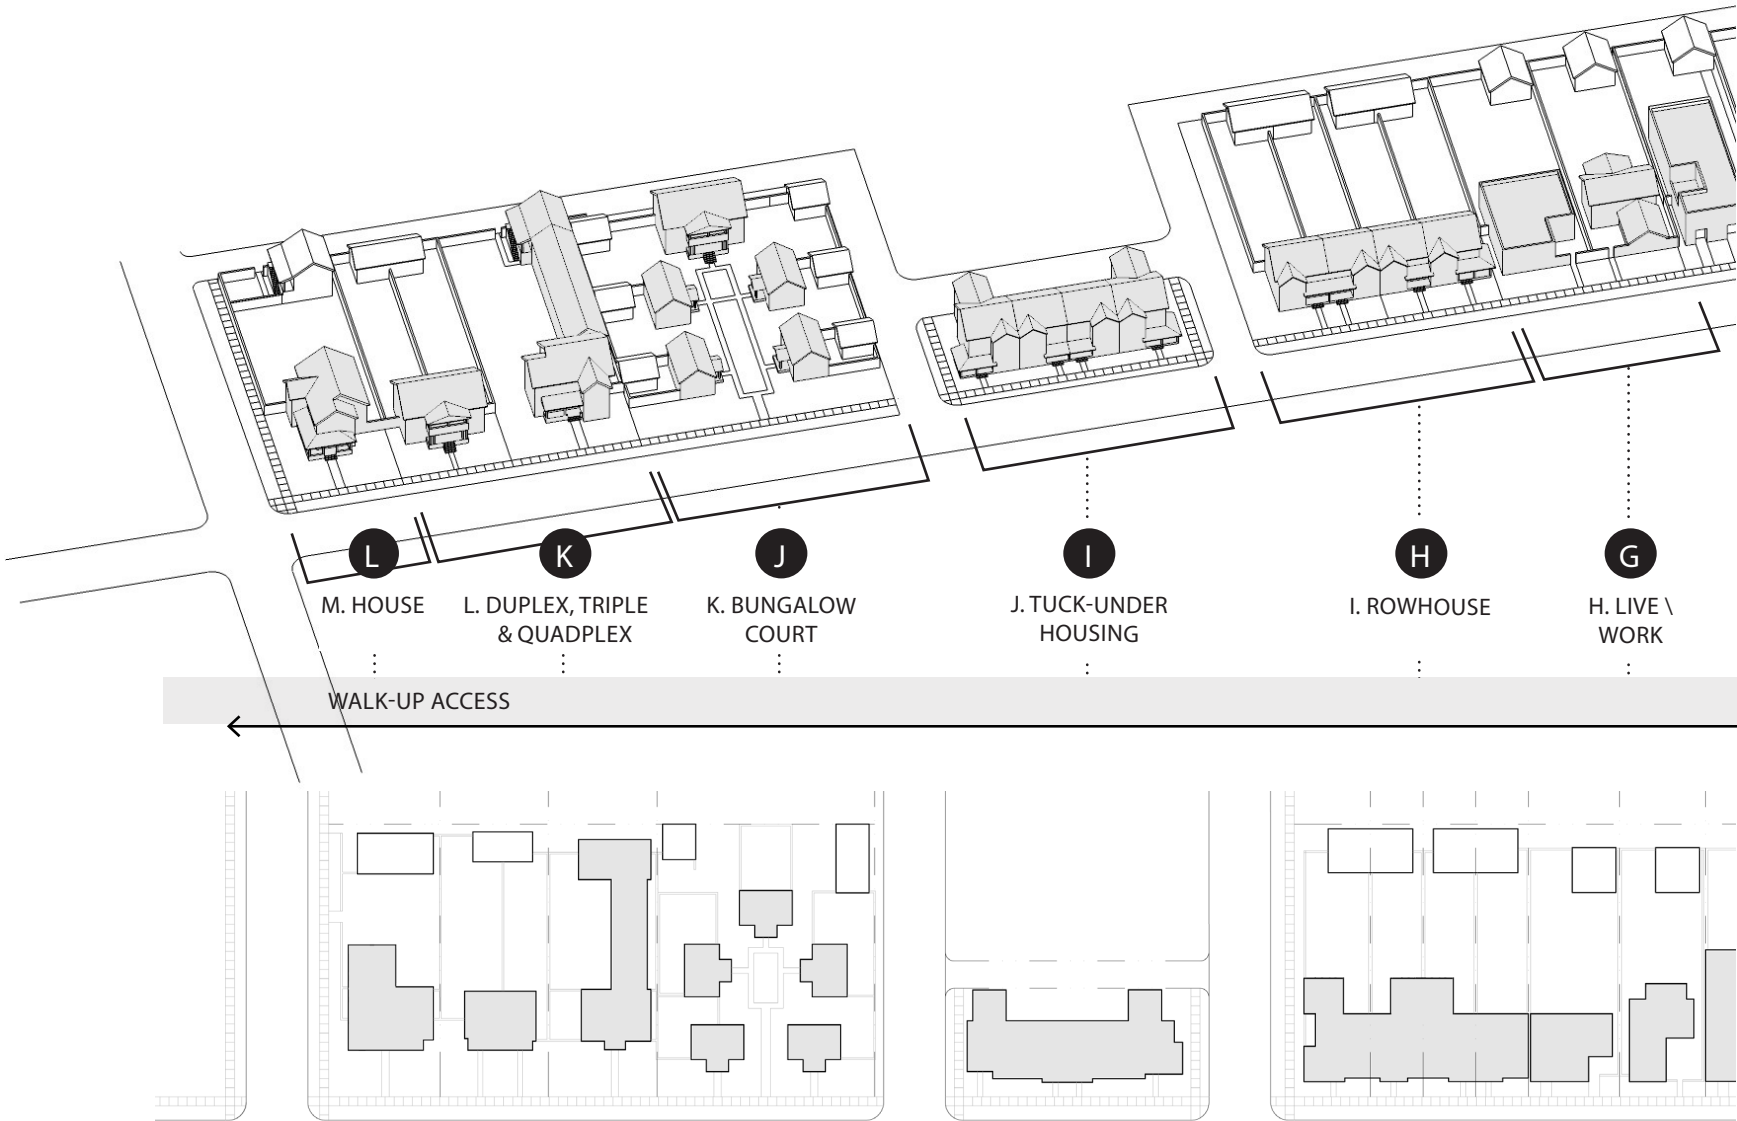 L
K
J
I
H
G
M. HOUSE
L. DUPLEX, TRIPLE
& QUADPLEX
K. BUNGALOW
COURT
J. TUCK-UNDER
HOUSING
I. ROWHOUSE
H. LIVE \
WORK
WALK-UP ACCESS